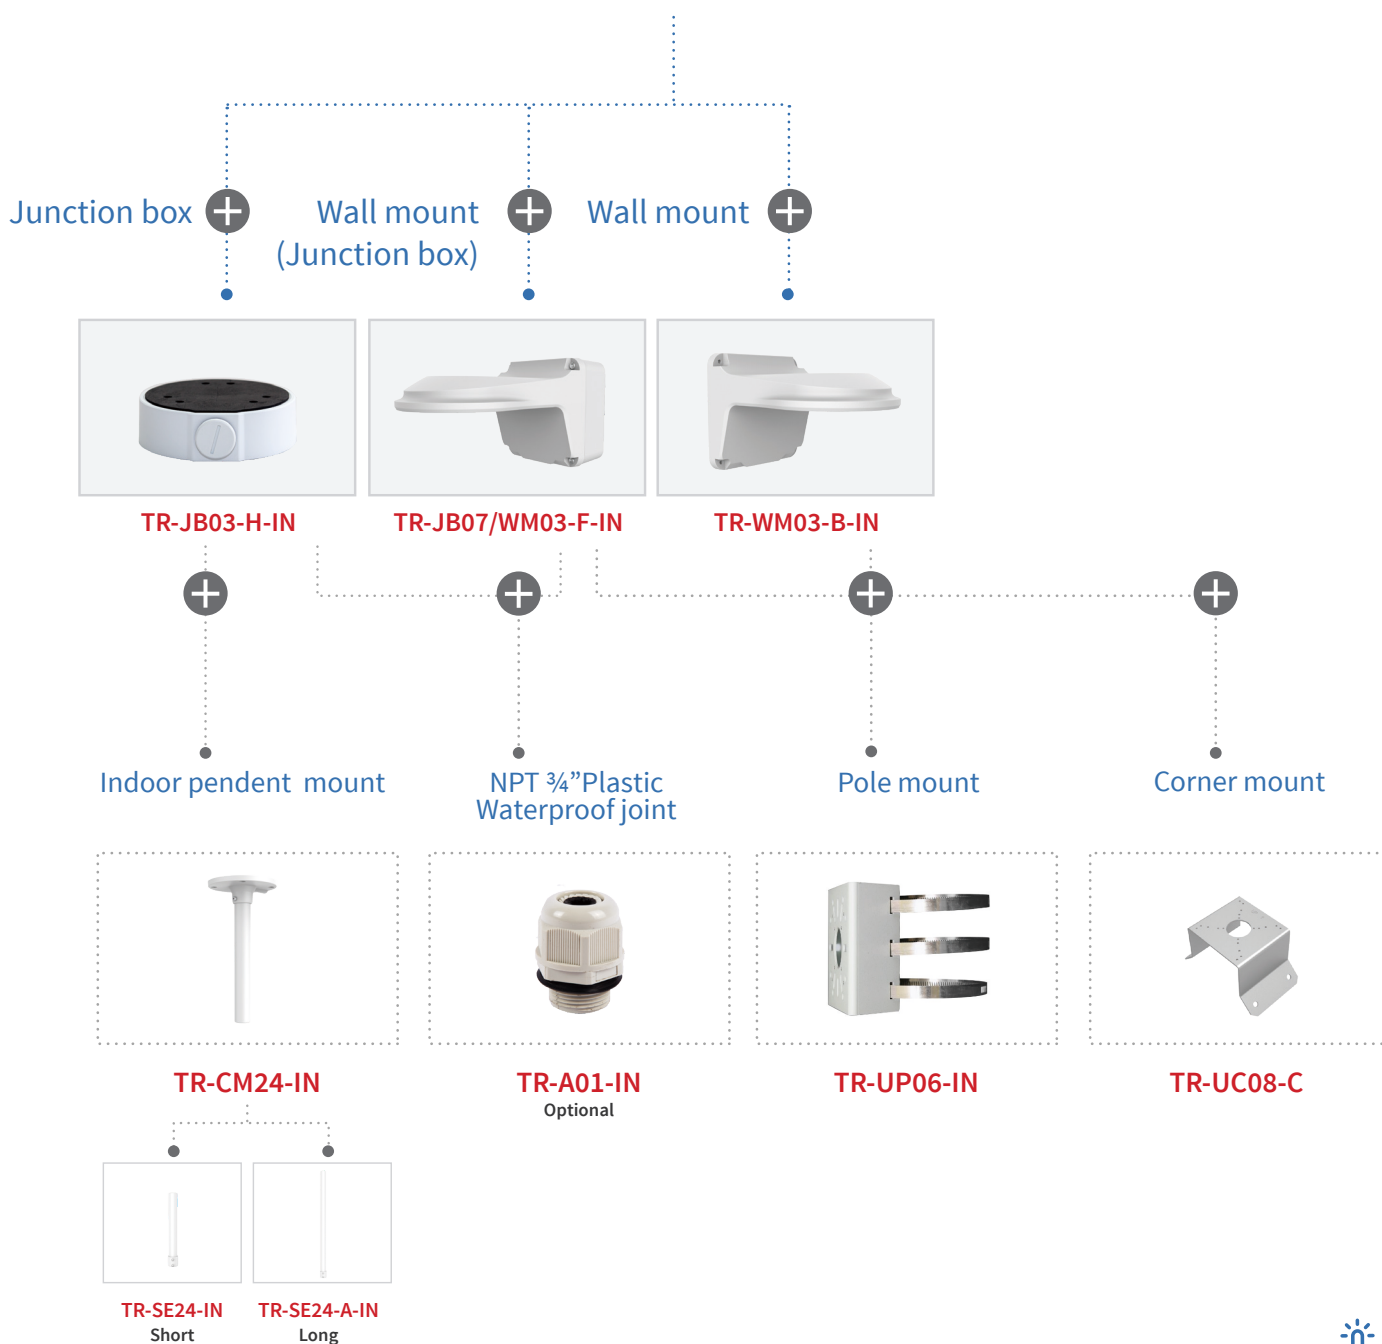 Junction box
Wall mount
(Junction box)
Wall mount
TR-JB03-H-IN
TR-JB07/WM03-F-IN
TR-WM03-B-IN
Indoor pendent mount
NPT ¾”Plastic
Waterproof joint
Pole mount
Corner mount
TR-CM24-IN
TR-A01-IN
Optional
TR-UP06-IN
TR-UC08-C
TR-SE24-IN
Short
TR-SE24-A-IN
Long